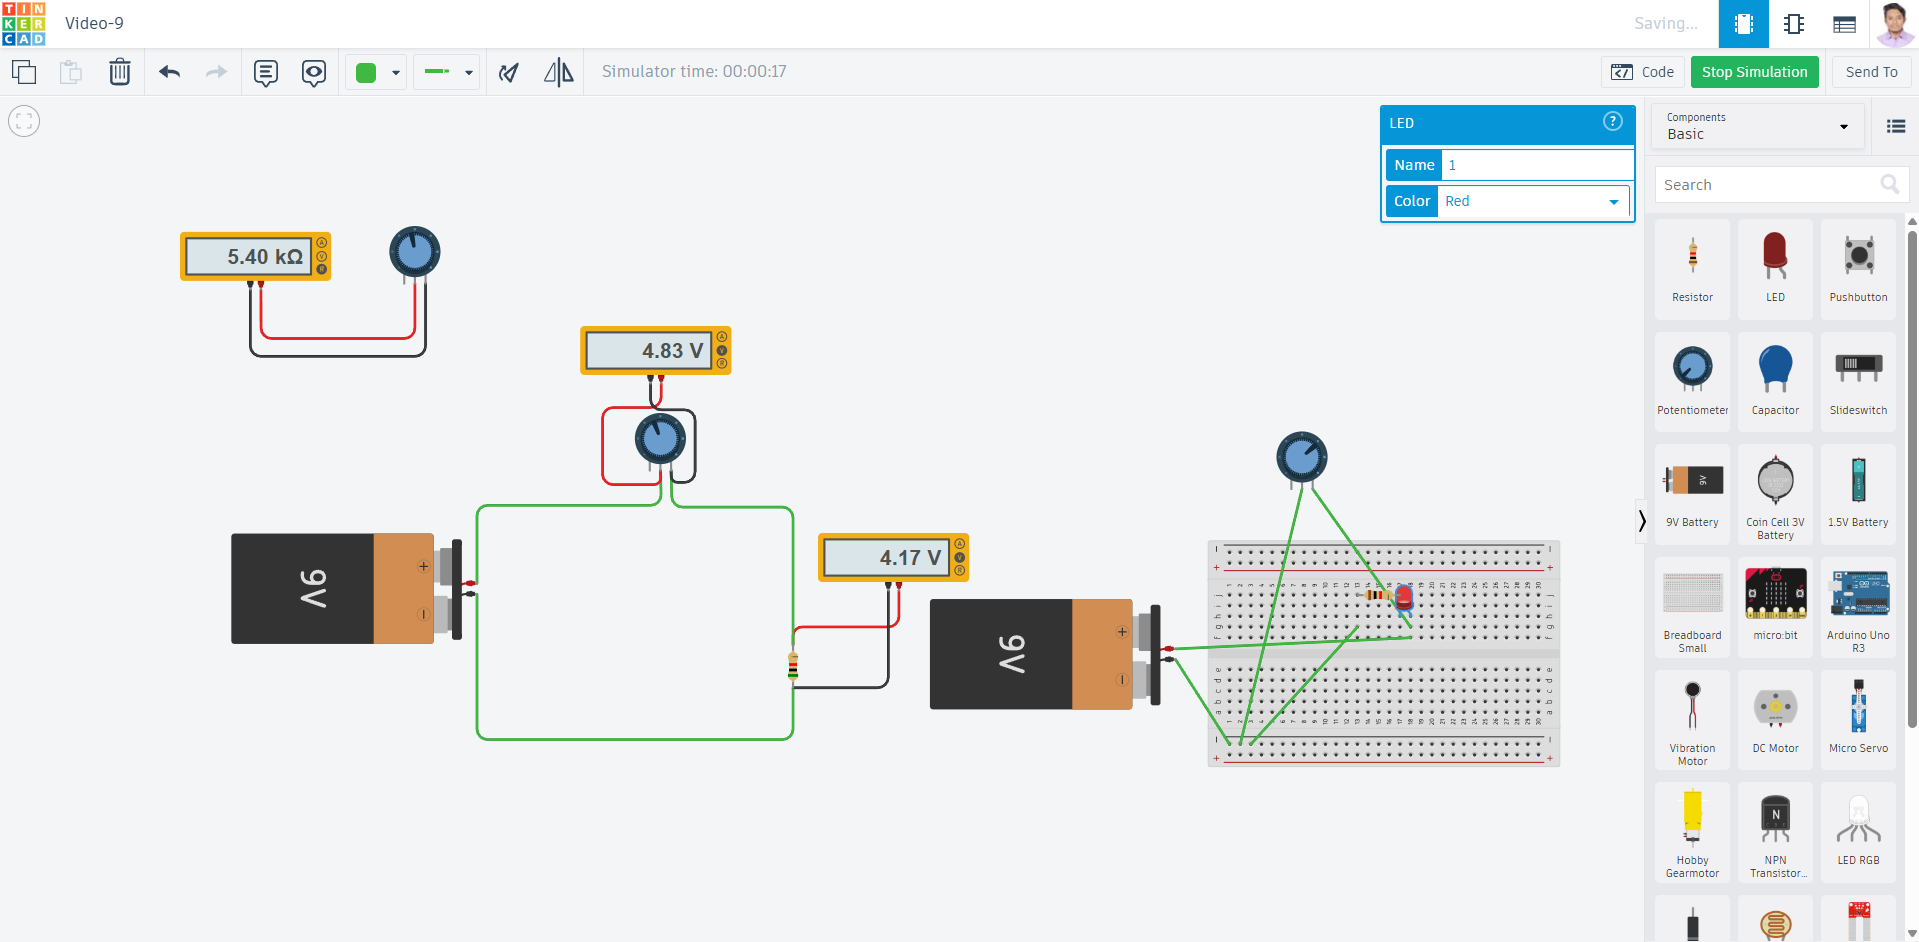 TIN
KER
CAD
Video-9
Saving...
Simulator time: 00:00:17
Code
Stop Simulation
Send To
LED
?
Name 1
Color Red
Components
Basic
Search
Resistor
LED
Pushbutton
Potentiometer
Capacitor
Slideswitch
9V Battery
Coin Cell 3V
Battery
1.5V Battery
Breadboard
Small
micro:bit
Arduino Uno
R3
Vibration
Motor
DC Motor
Micro Servo
Hobby
Gearmotor
N
NPN
Transistor...
LED RGB
5.40 kΩ
A
V
R
4.83 V
A
V
R
9V
+
4.17 V
A
V
R
9V
+